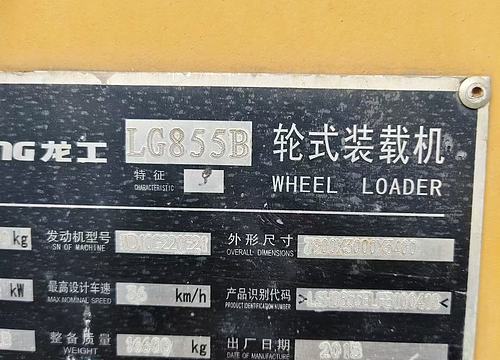 NG龙工 LG855B 轮式装载机
特征
CHARACTERISTIC
WHEEL LOADER
kg 发动机型号 外形尺寸
SN OF MACHINE OVERALL DIMENSIONS
kW 最高设计车速 36 km/h 产品识别代码
MAX NOMINAL SPEED PRODUCT IDENTIFICATION NUMBER
整备质量 kg 出厂日期
WEIGHT DATE OF MANUFACTURE